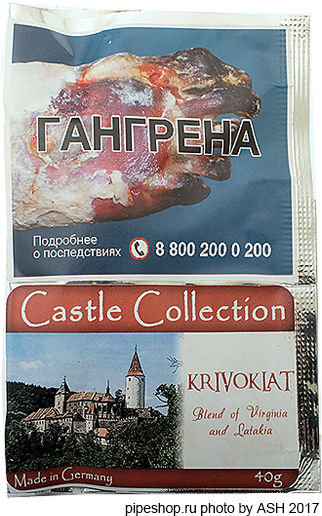 ГАНГРЕНА
Подробнее
о последствиях 8 800 200 0 200
Castle Collection
KRIVOKLAT
Blend of Virginia
and Latakia
Made in Germany 40g
pipeshop.ru photo by ASH 2017